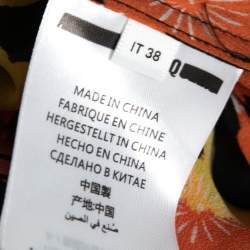 IT 38 Q
MADE IN CHINA
FABRIQUE EN CHINE
HERGESTELLT IN CHINA
HECHO EN CHINA
СДЕЛАНО В КИТАЕ
中国製
产地:中国
صنع في الصين